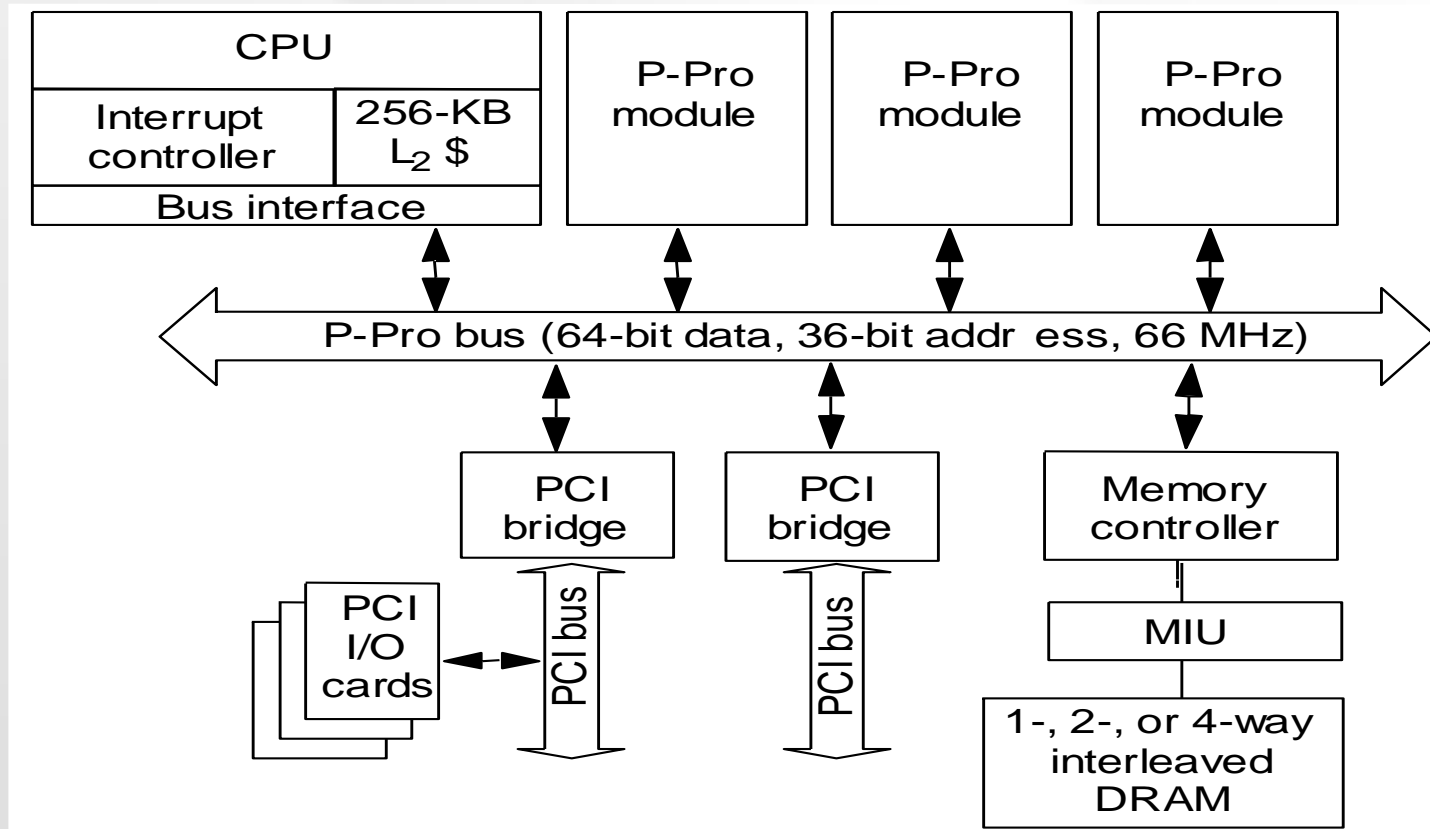 CPU
Interrupt
controller
256-KB
L₂ $
Bus interface
P-Pro
module
P-Pro
module
P-Pro
module
P-Pro bus (64-bit data, 36-bit addr ess, 66 MHz)
PCI
bridge
PCI
bridge
Memory
controller
PCI
I/O
cards
PCI bus
PCI bus
MIU
1-, 2-, or 4-way
interleaved
DRAM